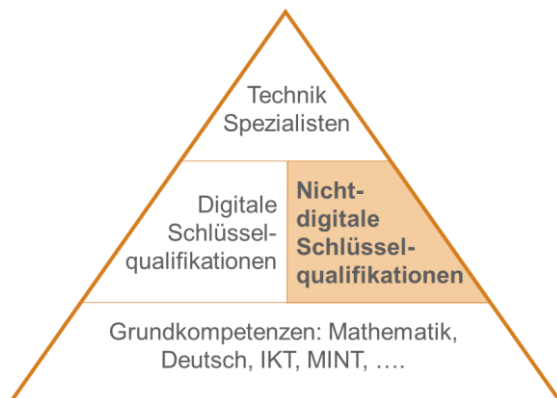 Technik
Spezialisten
Digitale
Schlüssel-
qualifikationen
Nicht-
digitale
Schlüssel-
qualifikationen
Grundkompetenzen: Mathematik,
Deutsch, IKT, MINT, ….